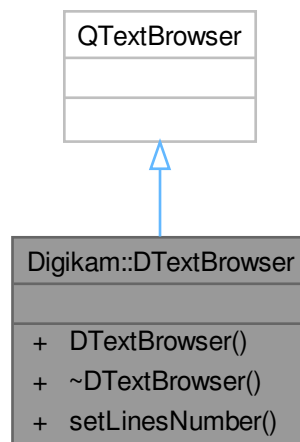 QTextBrowser
Digikam::DTextBrowser
+ DTextBrowser()
+ ~DTextBrowser()
+ setLinesNumber()